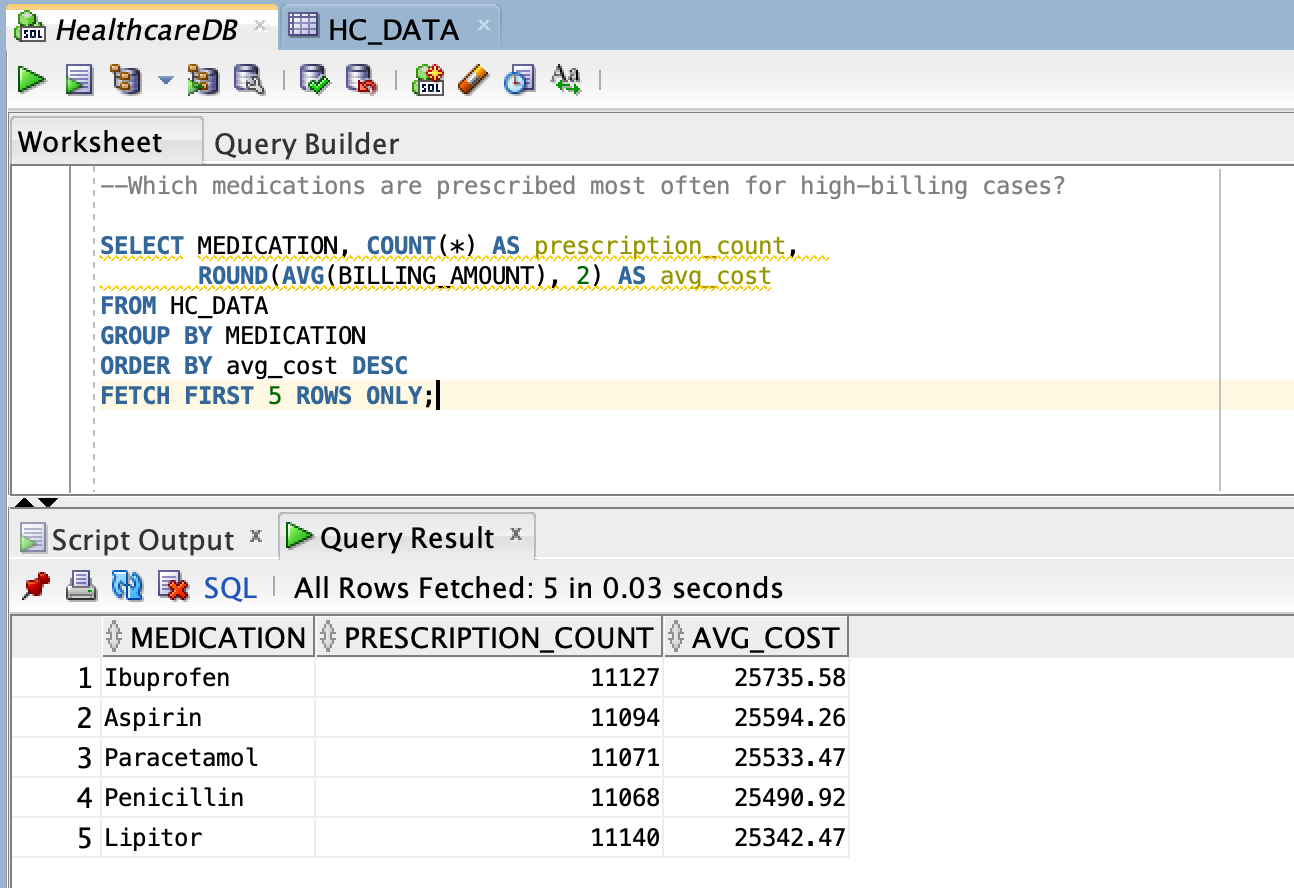 HealthcareDB × HC_DATA ×
Worksheet Query Builder
--Which medications are prescribed most often for high-billing cases?
SELECT MEDICATION, COUNT(*) AS prescription_count,
ROUND(AVG(BILLING_AMOUNT), 2) AS avg_cost
FROM HC_DATA
GROUP BY MEDICATION
ORDER BY avg_cost DESC
FETCH FIRST 5 ROWS ONLY;
Script Output × Query Result ×
SQL All Rows Fetched: 5 in 0.03 seconds
MEDICATION PRESCRIPTION_COUNT AVG_COST
1 Ibuprofen 11127 25735.58
2 Aspirin 11094 25594.26
3 Paracetamol 11071 25533.47
4 Penicillin 11068 25490.92
5 Lipitor 11140 25342.47